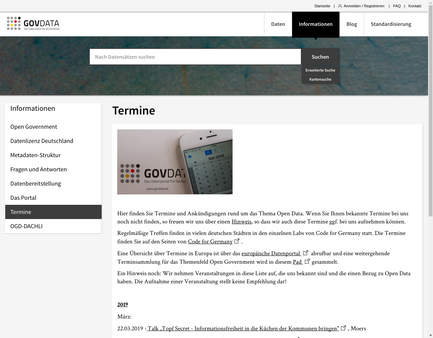 Startseite | Anmelden / Registrieren | FAQ | Kontakt
GOVDATA
Daten Informationen Blog Standardisierung
Nach Datensätzen suchen Suchen
Erweiterte Suche
Kartensuche
Informationen
Open Government
Datenlizenz Deutschland
Metadaten-Struktur
Fragen und Antworten
Datenbereitstellung
Das Portal
Termine
OGD-DACHLI
Termine
GOVDATA
Hier finden Sie Termine und Ankündigungen rund um das Thema Open Data. Wenn Sie Ihnen bekannte Termine bei uns
noch nicht finden, so freuen wir uns über einen Hinweis, so dass wir auch diese Termine ggf. bei uns aufnehmen können.
Regelmäßige Treffen finden in vielen deutschen Städten in den einzelnen Labs von Code for Germany statt. Die Termine
finden Sie auf den Seiten von Code for Germany .
Eine Übersicht über Termine in Europa ist über das europäische Datenportal abrufbar und eine weitergehende
Terminsammlung für das Themenfeld Open Government wird in diesem Pad gesammelt.
Ein Hinweis noch: Wir nehmen Veranstaltungen in diese Liste auf, die uns bekannt sind und die einen Bezug zu Open Data
haben. Die Aufnahme einer Veranstaltung stellt keine Empfehlung dar!
2019
März:
22.03.2019 - Talk „Topf Secret - Informationsfreiheit in die Küchen der Kommunen bringen" , Moers